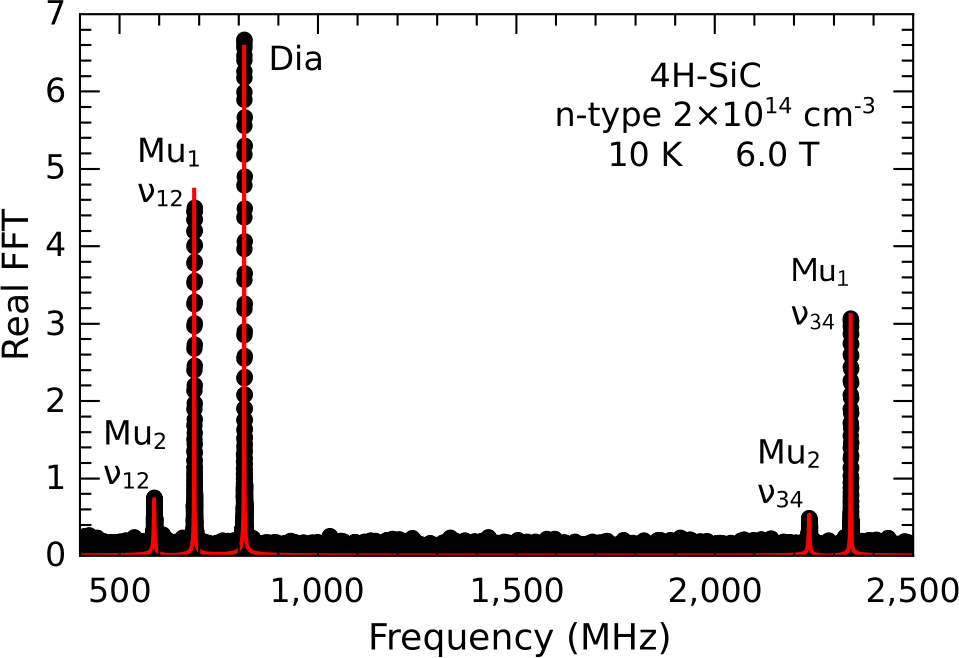 7
6
5
4
3
2
1
0
Real FFT
Dia
4H-SiC
n-type 2×10¹⁴ cm⁻³
10 K 6.0 T
Mu₁
ν₁₂
Mu₂
ν₁₂
Mu₁
ν₃₄
Mu₂
ν₃₄
500 1,000 1,500 2,000 2,500
Frequency (MHz)